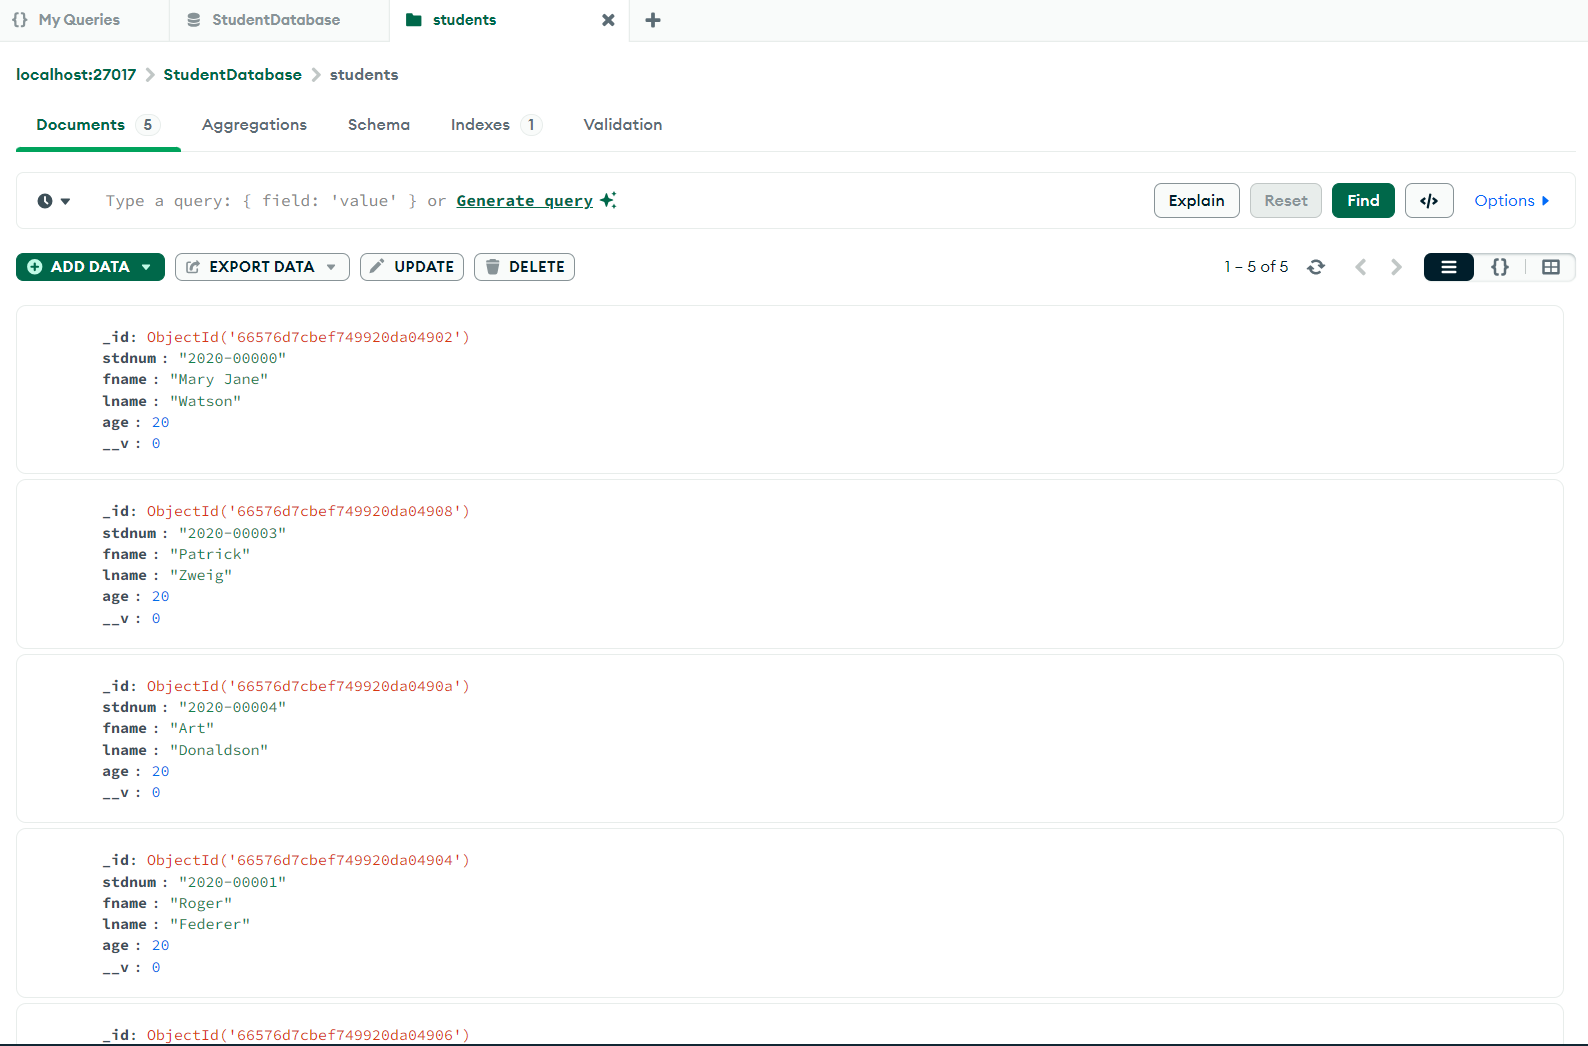 {} My Queries
StudentDatabase
students
localhost:27017 > StudentDatabase > students
Documents 5 Aggregations Schema Indexes 1 Validation
Type a query: { field: 'value' } or Generate query
Explain Reset Find </> Options
ADD DATA EXPORT DATA UPDATE DELETE
1 – 5 of 5 {}
_id: ObjectId('66576d7cbef749920da04902')
stdnum : "2020-00000"
fname : "Mary Jane"
lname : "Watson"
age : 20
__v : 0
_id: ObjectId('66576d7cbef749920da04908')
stdnum : "2020-00003"
fname : "Patrick"
lname : "Zweig"
age : 20
__v : 0
_id: ObjectId('66576d7cbef749920da0490a')
stdnum : "2020-00004"
fname : "Art"
lname : "Donaldson"
age : 20
__v : 0
_id: ObjectId('66576d7cbef749920da04904')
stdnum : "2020-00001"
fname : "Roger"
lname : "Federer"
age : 20
__v : 0
_id: ObjectId('66576d7cbef749920da04906')